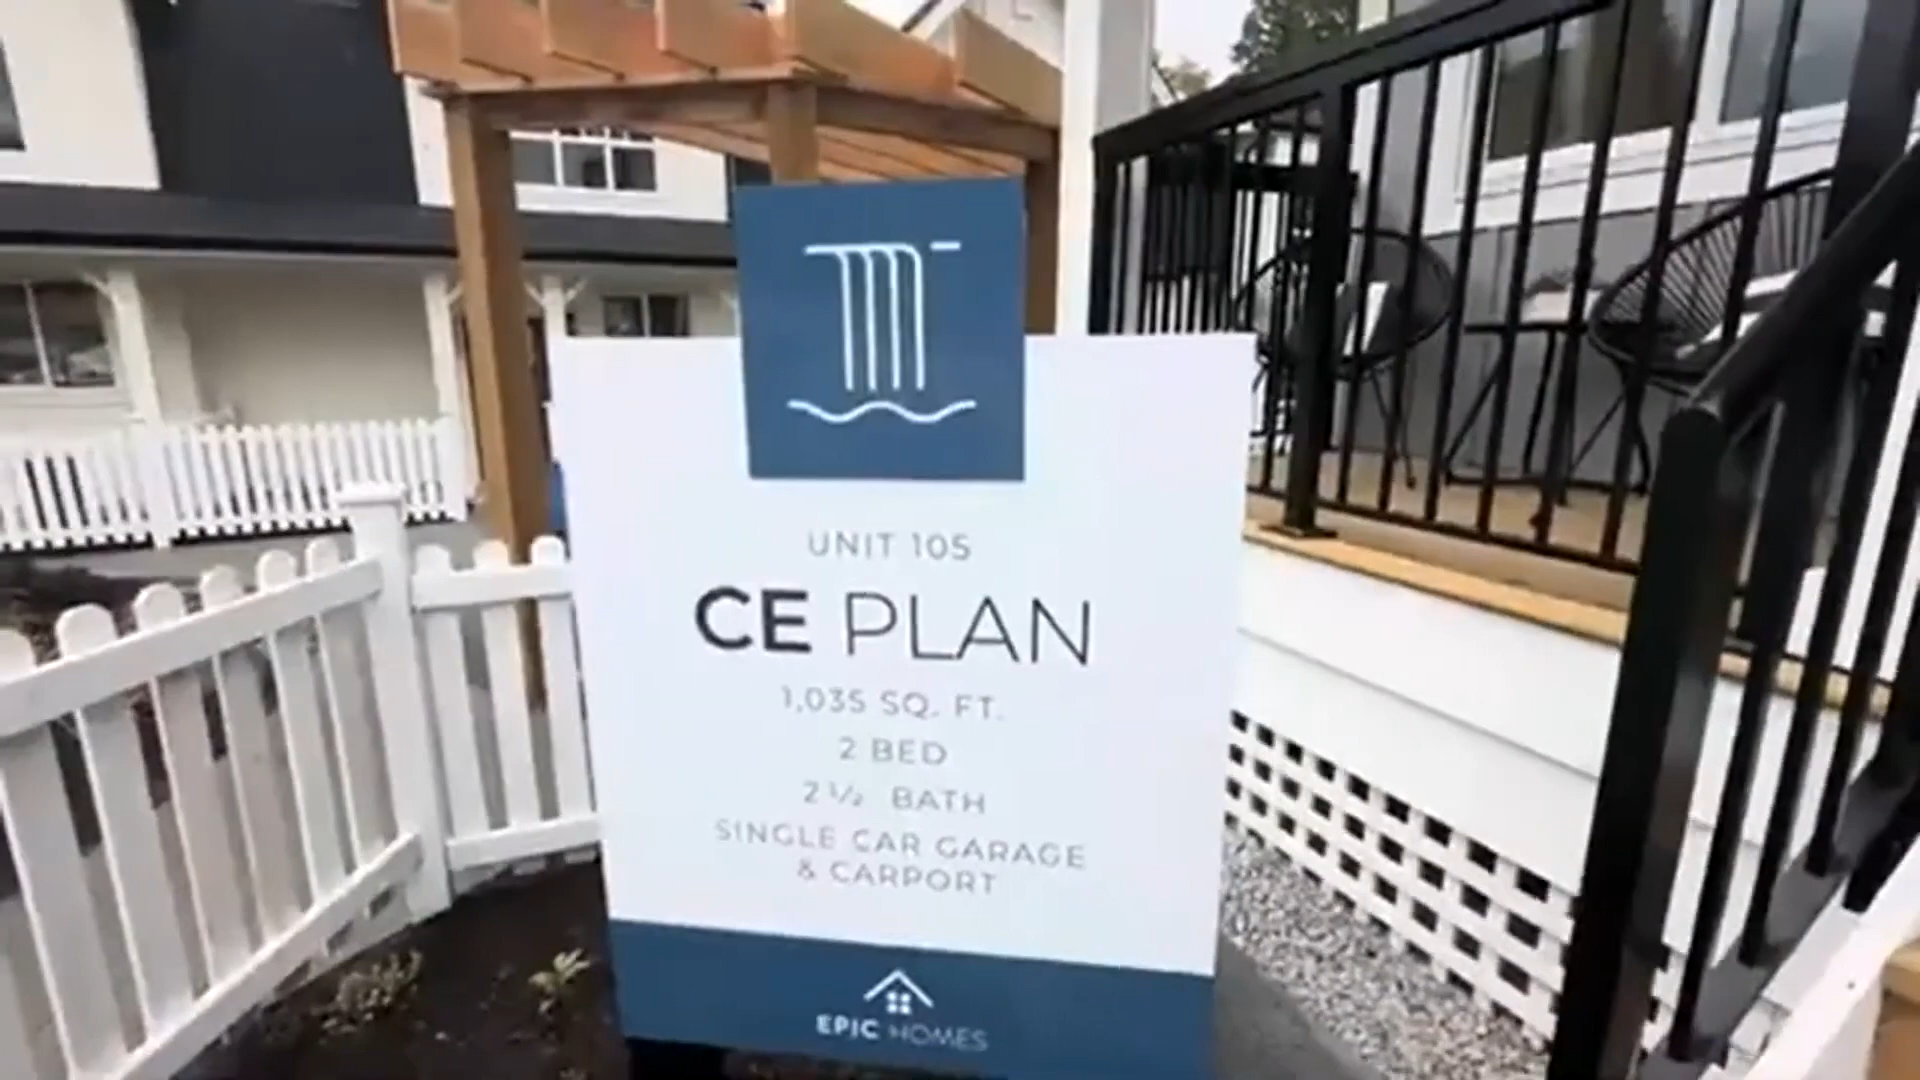 UNIT 105
CE PLAN
1,035 SQ. FT.
2 BED
2 ½ BATH
SINGLE CAR GARAGE
& CARPORT
EPIC HOMES